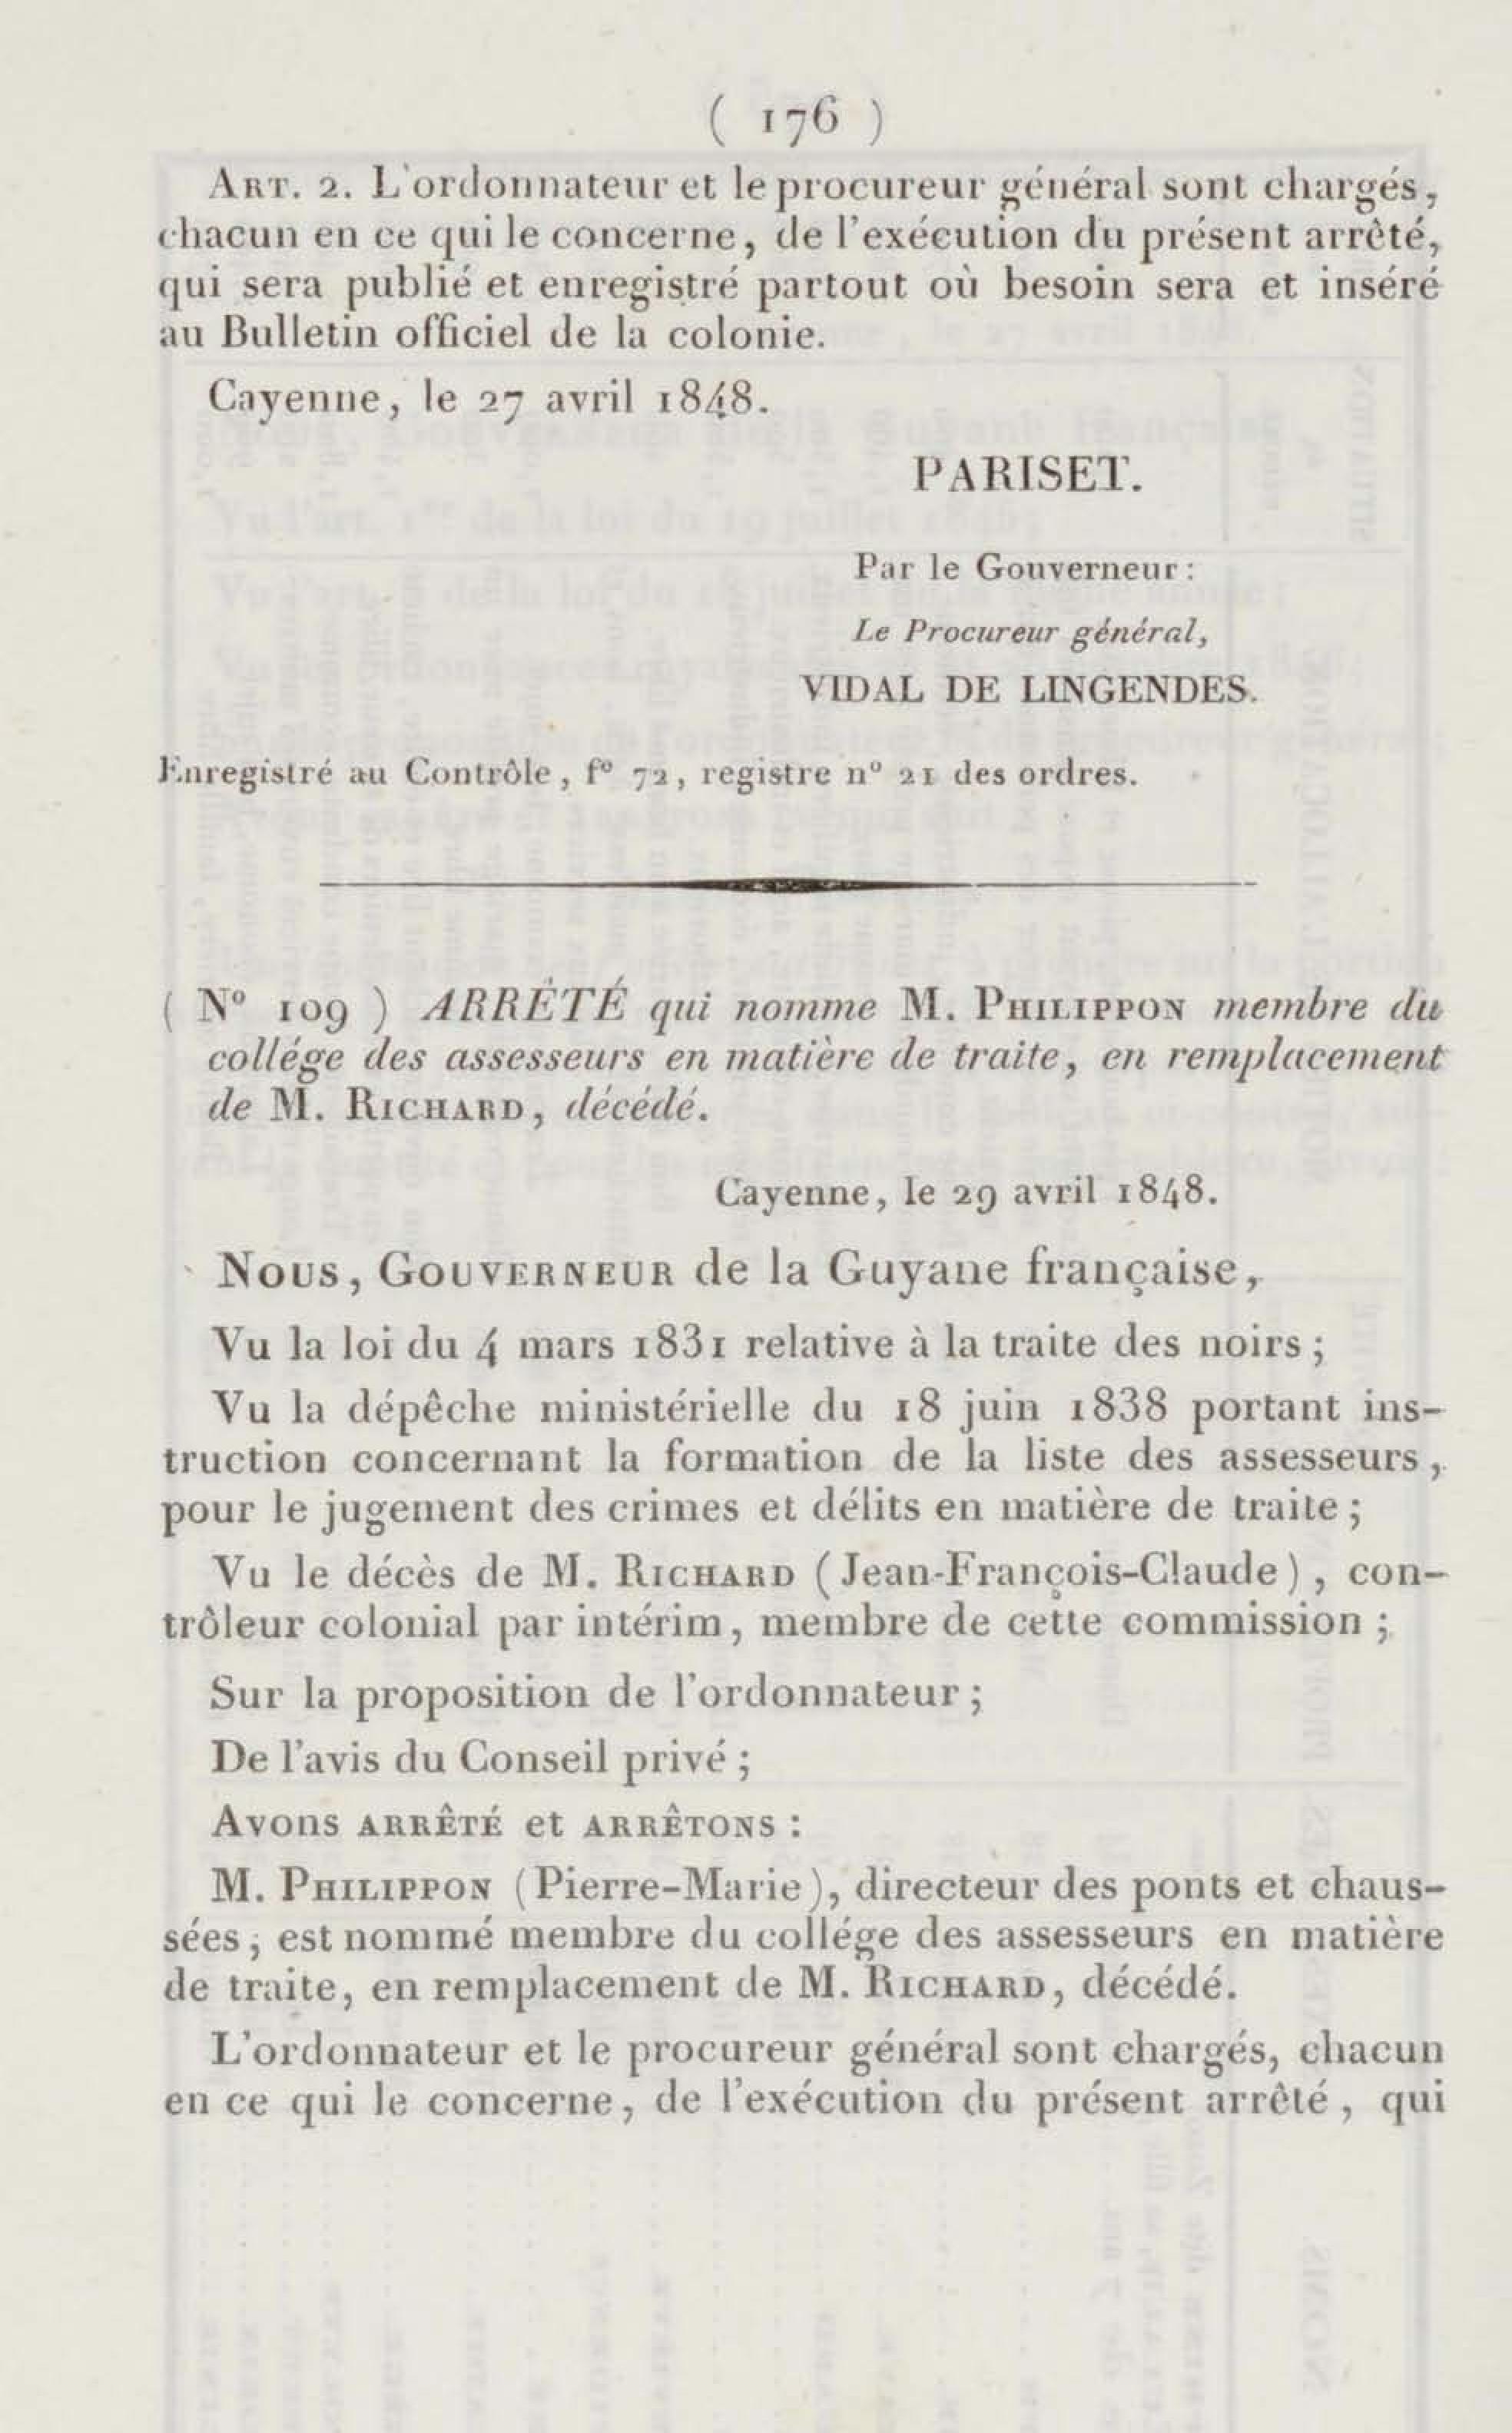 ( 176 )
ART. 2. L'ordonnateur et le procureur général sont chargés,
chacun en ce qui le concerne, de l'exécution du présent arrêté,
qui sera publié et enregistré partout où besoin sera et inséré
au Bulletin officiel de la colonie.
Cayenne, le 27 avril 1848.
PARISET.
Par le Gouverneur :
Le Procureur général,
VIDAL DE LINGENDES.
Enregistré au Contrôle, f° 72, registre n° 21 des ordres.
( N° 109 ) ARRÊTÉ qui nomme M. PHILIPPON membre du
collége des assesseurs en matière de traite, en remplacement
de M. RICHARD, décédé.
Cayenne, le 29 avril 1848.
NOUS, GOUVERNEUR de la Guyane française,
Vu la loi du 4 mars 1831 relative à la traite des noirs ;
Vu la dépêche ministérielle du 18 juin 1838 portant ins-
truction concernant la formation de la liste des assesseurs,
pour le jugement des crimes et délits en matière de traite ;
Vu le décès de M. RICHARD (Jean-François-Claude), con-
trôleur colonial par intérim, membre de cette commission ;
Sur la proposition de l'ordonnateur ;
De l'avis du Conseil privé ;
Avons ARRÊTÉ et ARRÊTONS :
M. PHILIPPON (Pierre-Marie), directeur des ponts et chaus-
sées, est nommé membre du collége des assesseurs en matière
de traite, en remplacement de M. RICHARD, décédé.
L'ordonnateur et le procureur général sont chargés, chacun
en ce qui le concerne, de l'exécution du présent arrêté, qui